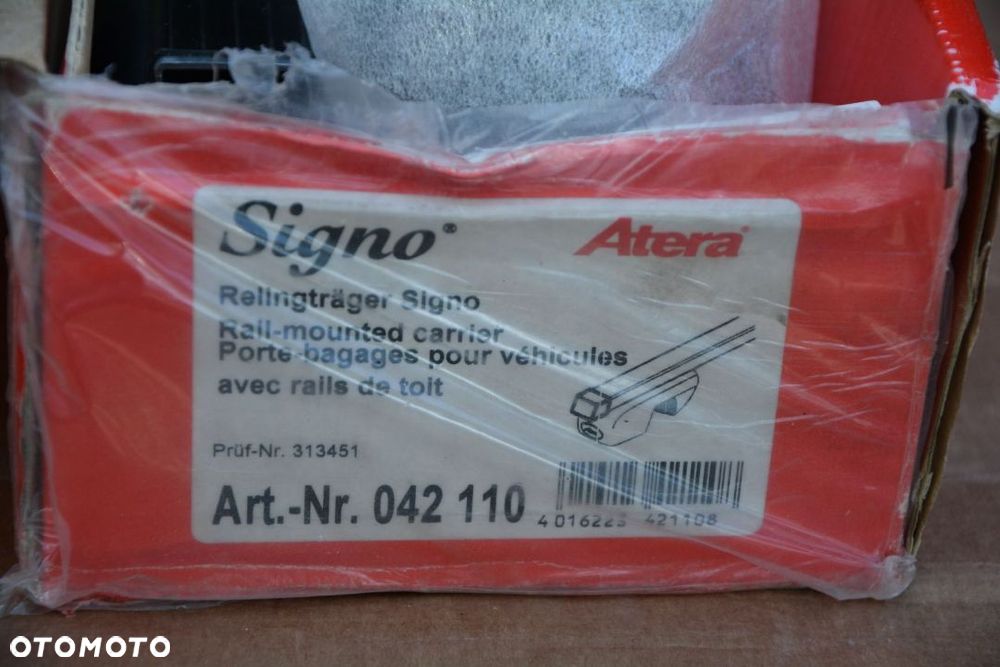 Signo®
Atera®
Relingträger Signo
Rail-mounted carrier
Porte-bagages pour véhicules
avec rails de toit
Prüf-Nr. 313451
Art.-Nr. 042 110
4 016223 421108
OTOMOTO